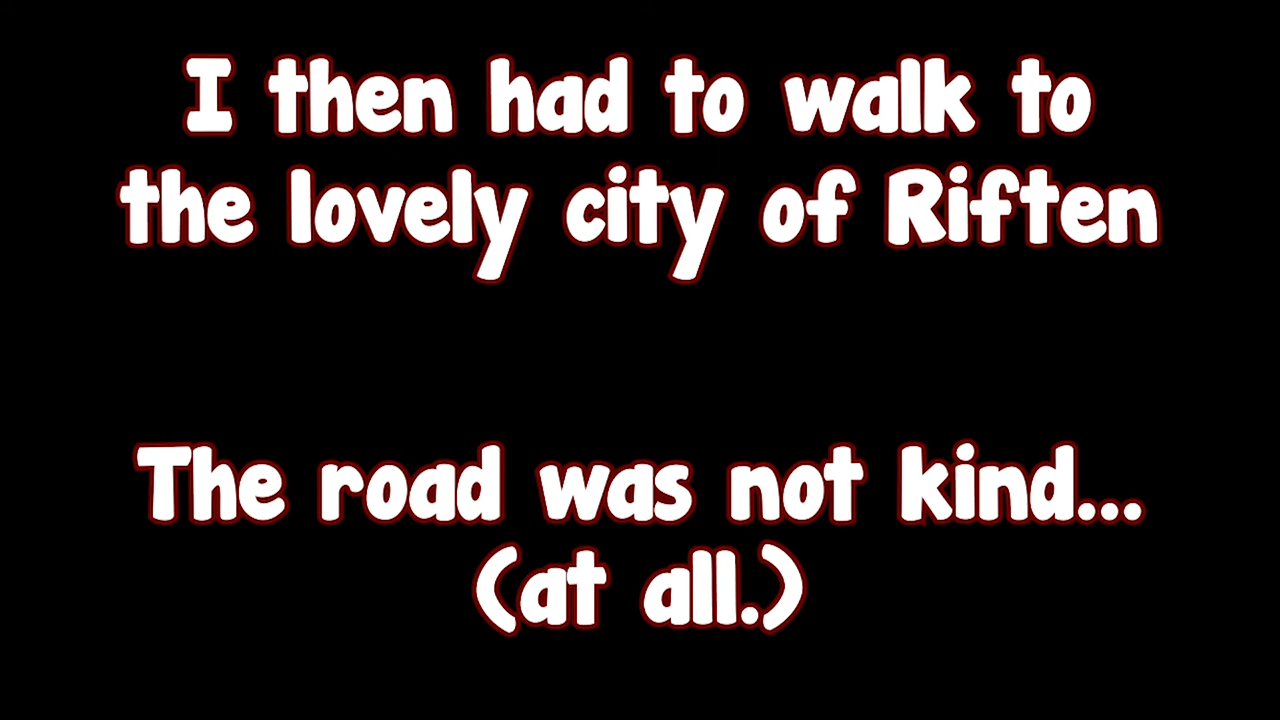 I then had to walk to
the lovely city of Riften
The road was not kind...
(at all.)